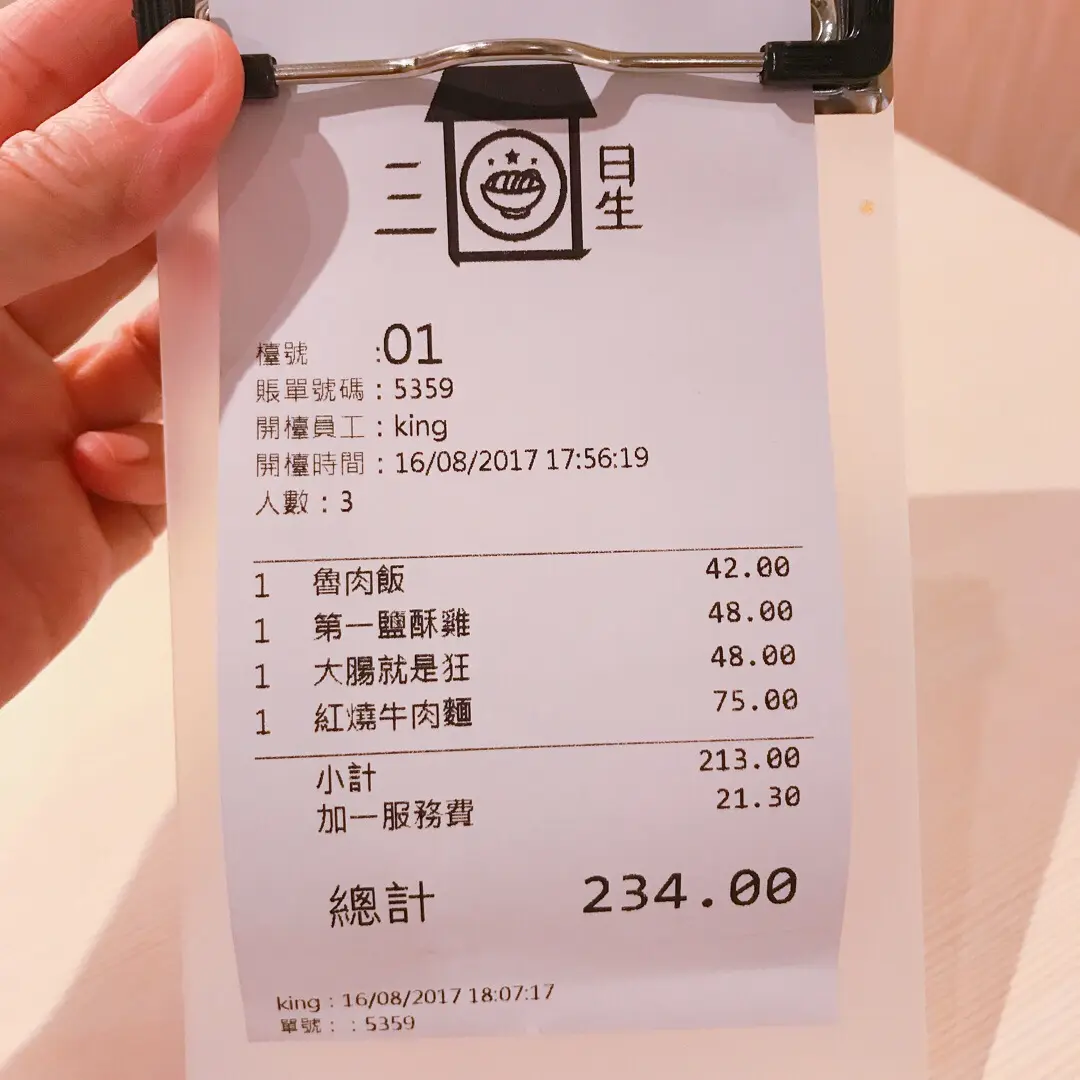 三星
檯號 :01
賬單號碼 : 5359
開檯員工 : king
開檯時間 : 16/08/2017 17:56:19
人數 : 3
1 魯肉飯 42.00
1 第一鹽酥雞 48.00
1 大腸就是狂 48.00
1 紅燒牛肉麵 75.00
小計 213.00
加一服務費 21.30
總計 234.00
king : 16/08/2017 18:07:17
單號 : : 5359